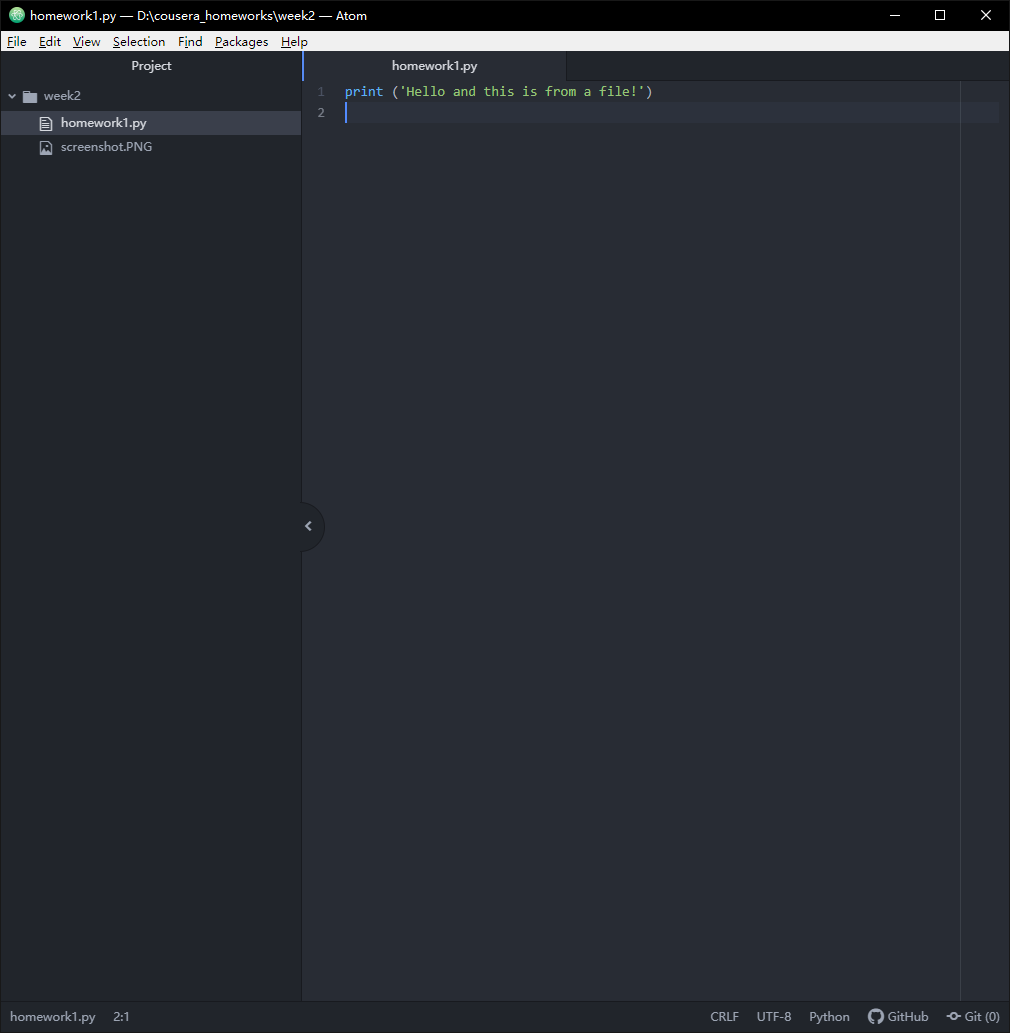 homework1.py — D:\cousera_homeworks\week2 — Atom
File Edit View Selection Find Packages Help
Project
homework1.py
week2
homework1.py
screenshot.PNG
1 print ('Hello and this is from a file!')
2
homework1.py 2:1 CRLF UTF-8 Python GitHub Git (0)